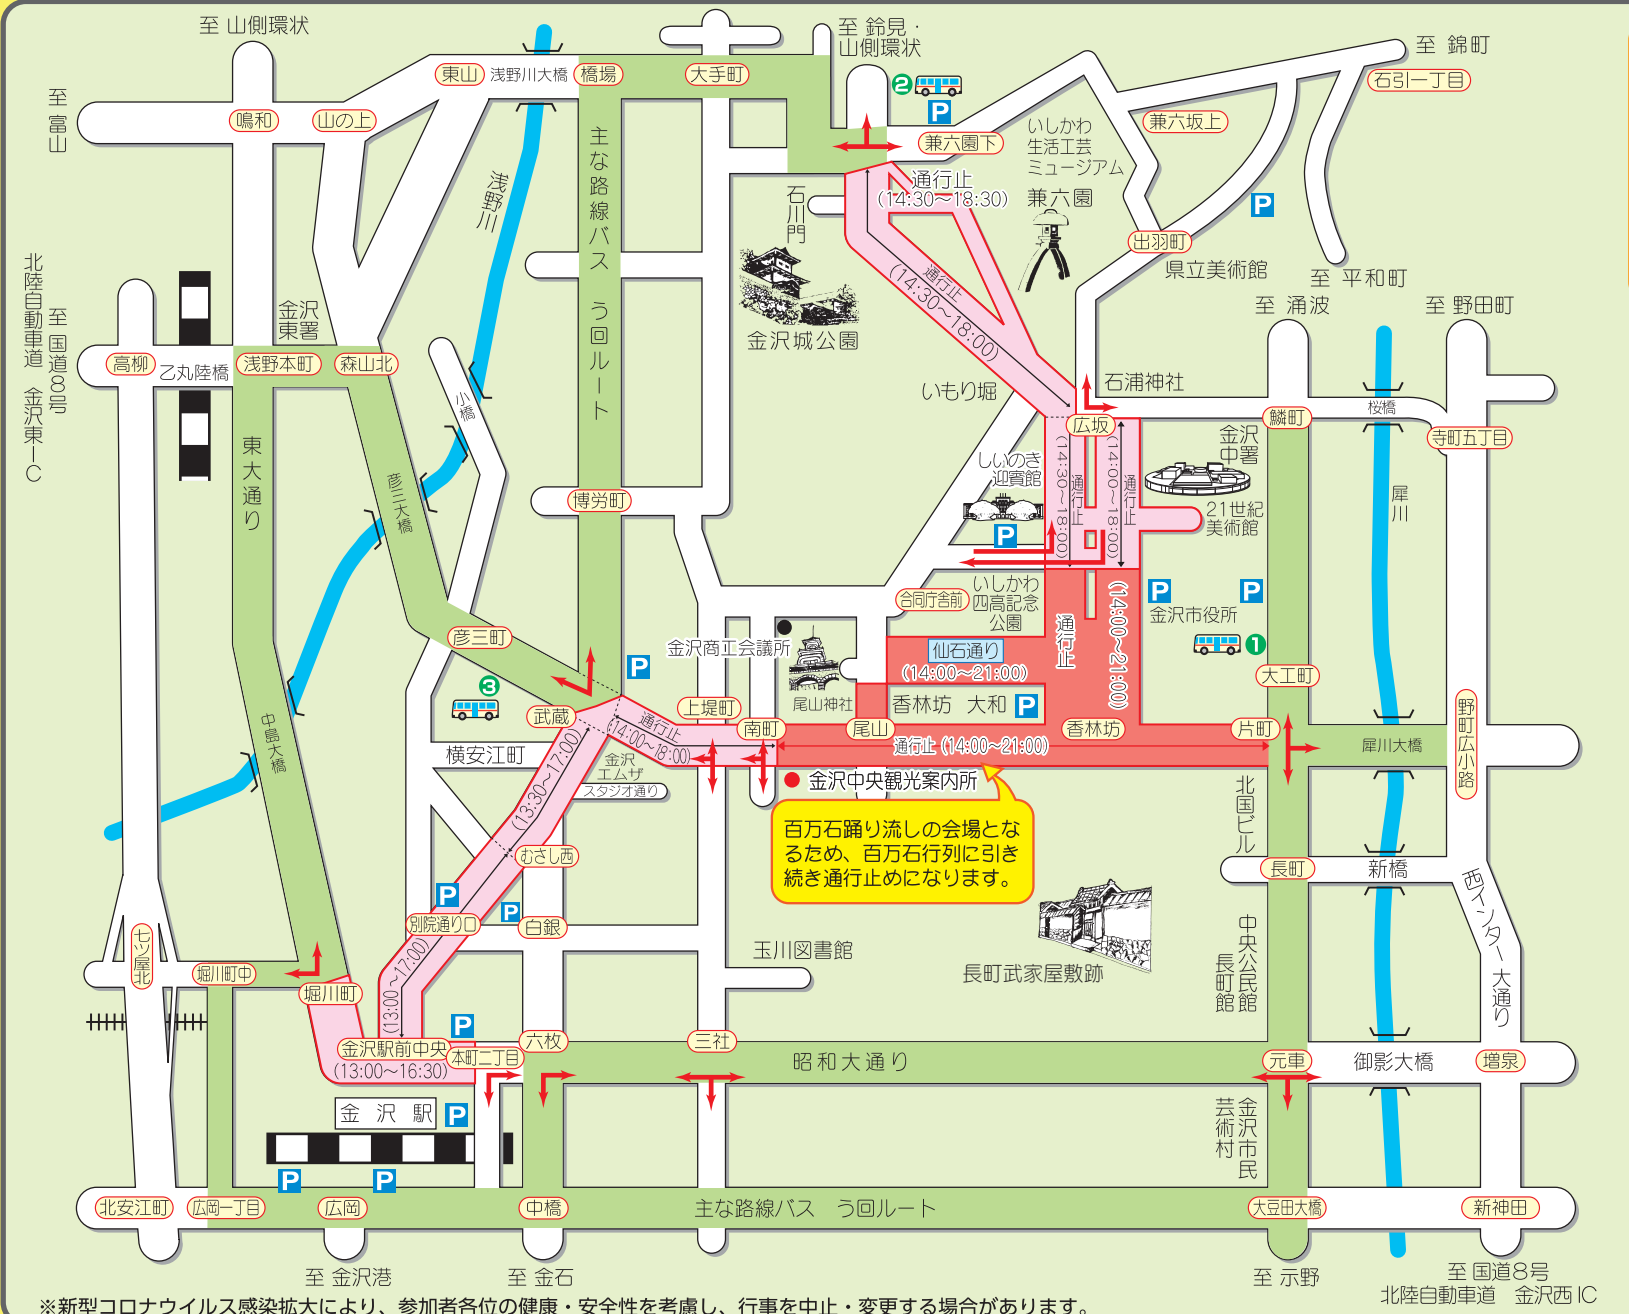 至 山側環状
至 鈴見・
山側環状
至 錦町
石引一丁目
東山
浅野川大橋
橋場
大手町
2
P
至 富山
鳴和
山の上
兼六園下
いしかわ
生活工芸
ミュージアム
兼六坂上
主な路線バス う回ルート
浅野川
石川門
通行止
(14:30〜18:30)
兼六園
P
出羽町
県立美術館
至 平和町
通行止
(14:30〜18:00)
金沢城公園
至 涌波
至 野田町
北陸自動車道 金沢東IC
至 国道8号
金沢
東署
高柳
乙丸陸橋
浅野本町
森山北
小橋
いもり堀
石浦神社
広坂
鱗町
桜橋
寺町五丁目
東大通り
彦三大橋
博労町
しいのき
迎賓館
P
(14:30〜18:00)
通行止
(14:00〜18:00)
通行止
金沢
中署
21世紀
美術館
犀川
合同庁舎前
いしかわ
四高記念
公園
通行止
(14:00〜21:00)
P
P
金沢市役所
1
彦三町
金沢商工会議所
仙石通り
(14:00〜21:00)
大工町
P
3
尾山神社
香林坊 大和
P
中島大橋
武蔵
上堤町
南町
尾山
香林坊
片町
野町広小路
横安江町
通行止
(14:00〜18:00)
通行止 (14:00〜21:00)
犀川大橋
金沢
エムザ
スタジオ通り
金沢中央観光案内所
(13:30〜17:00)
北国ビル
百万石踊り流しの会場とな
るため、百万石行列に引き
続き通行止めになります。
むさし西
長町
新橋
西インター大通り
P
P
別院通り口
白銀
七ツ屋北
玉川図書館
長町武家屋敷跡
中央公民館
長町館
堀川町中
堀川町
(13:00〜17:00)
P
金沢駅前中央
本町二丁目
(13:00〜16:30)
六枚
三社
昭和大通り
元車
御影大橋
増泉
金沢駅
P
金沢市民
芸術村
P
P
北安江町
広岡一丁目
広岡
中橋
主な路線バス う回ルート
大豆田大橋
新神田
至 金沢港
至 金石
至 示野
至 国道8号
北陸自動車道 金沢西IC
※新型コロナウイルス感染拡大により、参加者各位の健康・安全性を考慮し、行事を中止・変更する場合があります。